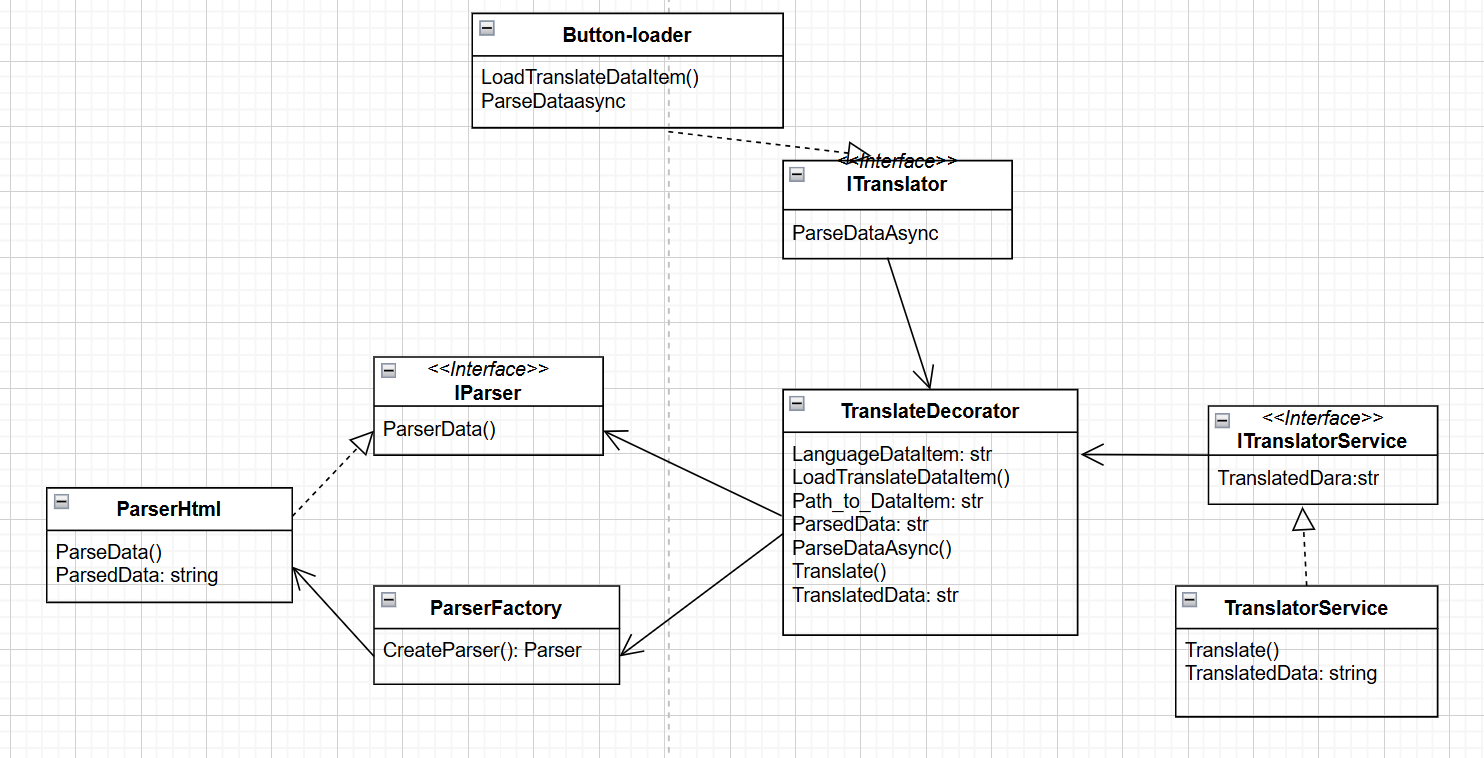 Button-loader
LoadTranslateDataItem()
ParseDataasync
<<Interface>>
ITranslator
ParseDataAsync
<<Interface>>
IParser
ParserData()
TranslateDecorator
LanguageDataItem: str
LoadTranslateDataItem()
Path_to_DataItem: str
ParsedData: str
ParseDataAsync()
Translate()
TranslatedData: str
<<Interface>>
ITranslatorService
TranslatedDara:str
ParserHtml
ParseData()
ParsedData: string
ParserFactory
CreateParser(): Parser
TranslatorService
Translate()
TranslatedData: string